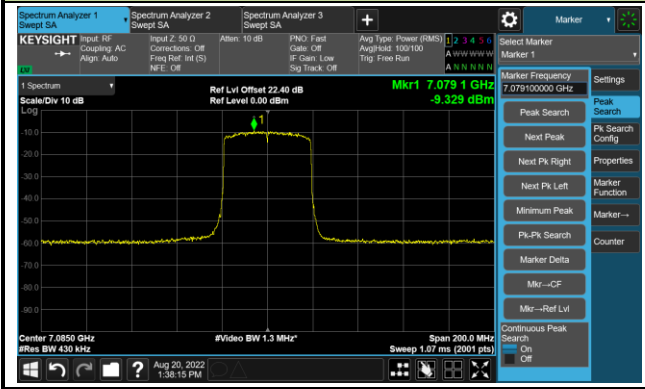 Spectrum Analyzer 1
Swept SA
Spectrum Analyzer 2
Swept SA
Spectrum Analyzer 3
Swept SA
+
Marker
KEYSIGHT
Input: RF
Coupling: AC
Align: Auto
Input Z: 50 Ω
Corrections: Off
Freq Ref: Int (S)
NFE: Off
Atten: 10 dB
PNO: Fast
Gate: Off
IF Gain: Low
Sig Track: Off
Avg Type: Power (RMS)
Avg|Hold: 100/100
Trig: Free Run
1 2 3 4 5 6
A W W W W W
A N N N N N
Select Marker
Marker 1
1 Spectrum
Scale/Div 10 dB
Log
Ref Lvl Offset 22.40 dB
Ref Level 0.00 dBm
Mkr1 7.079 1 GHz
-9.329 dBm
1
-10.0
-20.0
-30.0
-40.0
-50.0
-60.0
-70.0
-80.0
-90.0
Center 7.0850 GHz
#Res BW 430 kHz
#Video BW 1.3 MHz*
Span 200.0 MHz
Sweep 1.07 ms (2001 pts)
Marker Frequency
7.079100000 GHz
Peak Search
Next Peak
Next Pk Right
Next Pk Left
Minimum Peak
Pk-Pk Search
Marker Delta
Mkr→CF
Mkr→Ref Lvl
Continuous Peak
Search
On
Off
Settings
Peak
Search
Pk Search
Config
Properties
Marker
Function
Marker→
Counter
?
Aug 20, 2022
1:38:15 PM